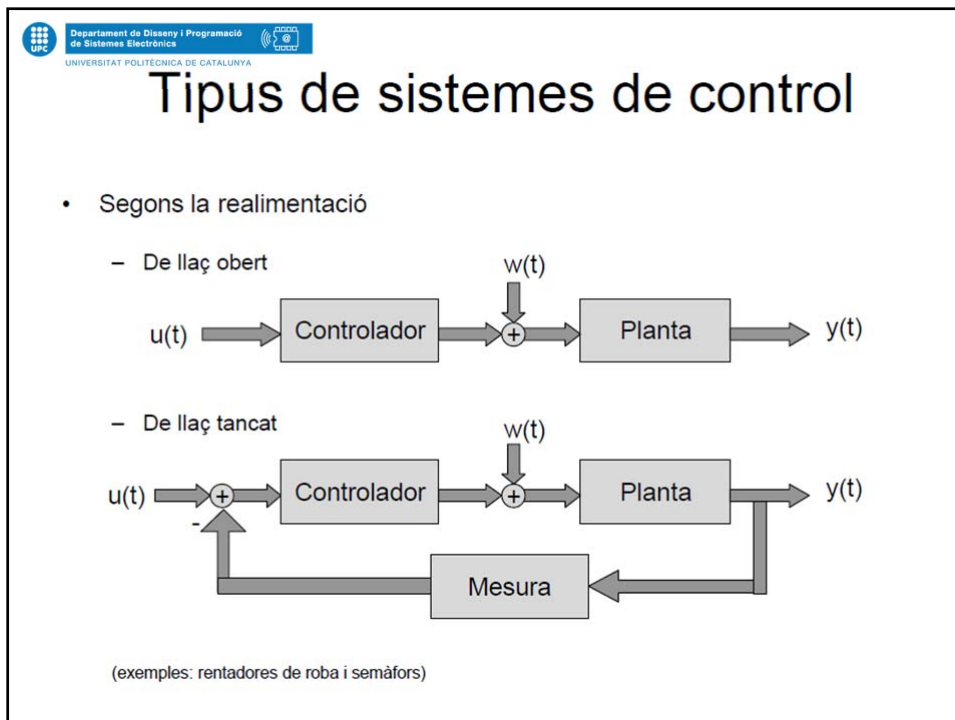 UPC
Departament de Disseny i Programació
de Sistemes Electrònics
UNIVERSITAT POLITÈCNICA DE CATALUNYA
Tipus de sistemes de control
• Segons la realimentació
– De llaç obert
w(t)
u(t) Controlador + Planta y(t)
– De llaç tancat
w(t)
u(t) + Controlador + Planta y(t)
-
Mesura
(exemples: rentadores de roba i semàfors)